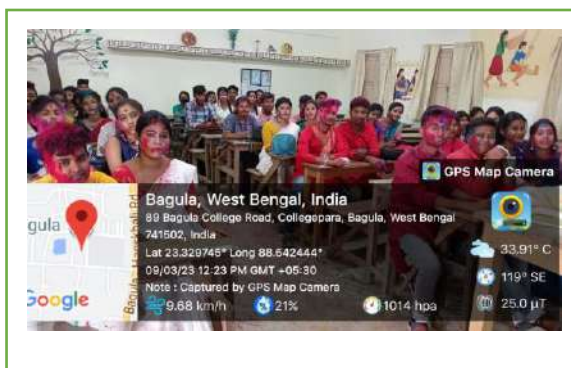 GPS Map Camera
Bagula, West Bengal, India
89 Bagula College Road, Collegepara, Bagula, West Bengal
741502, India
Lat 23.329745° Long 88.642444°
09/03/23 12:23 PM GMT +05:30
Note : Captured by GPS Map Camera
9.68 km/h
21%
1014 hpa
33.91° C
119° SE
25.0 µT
gula
Google